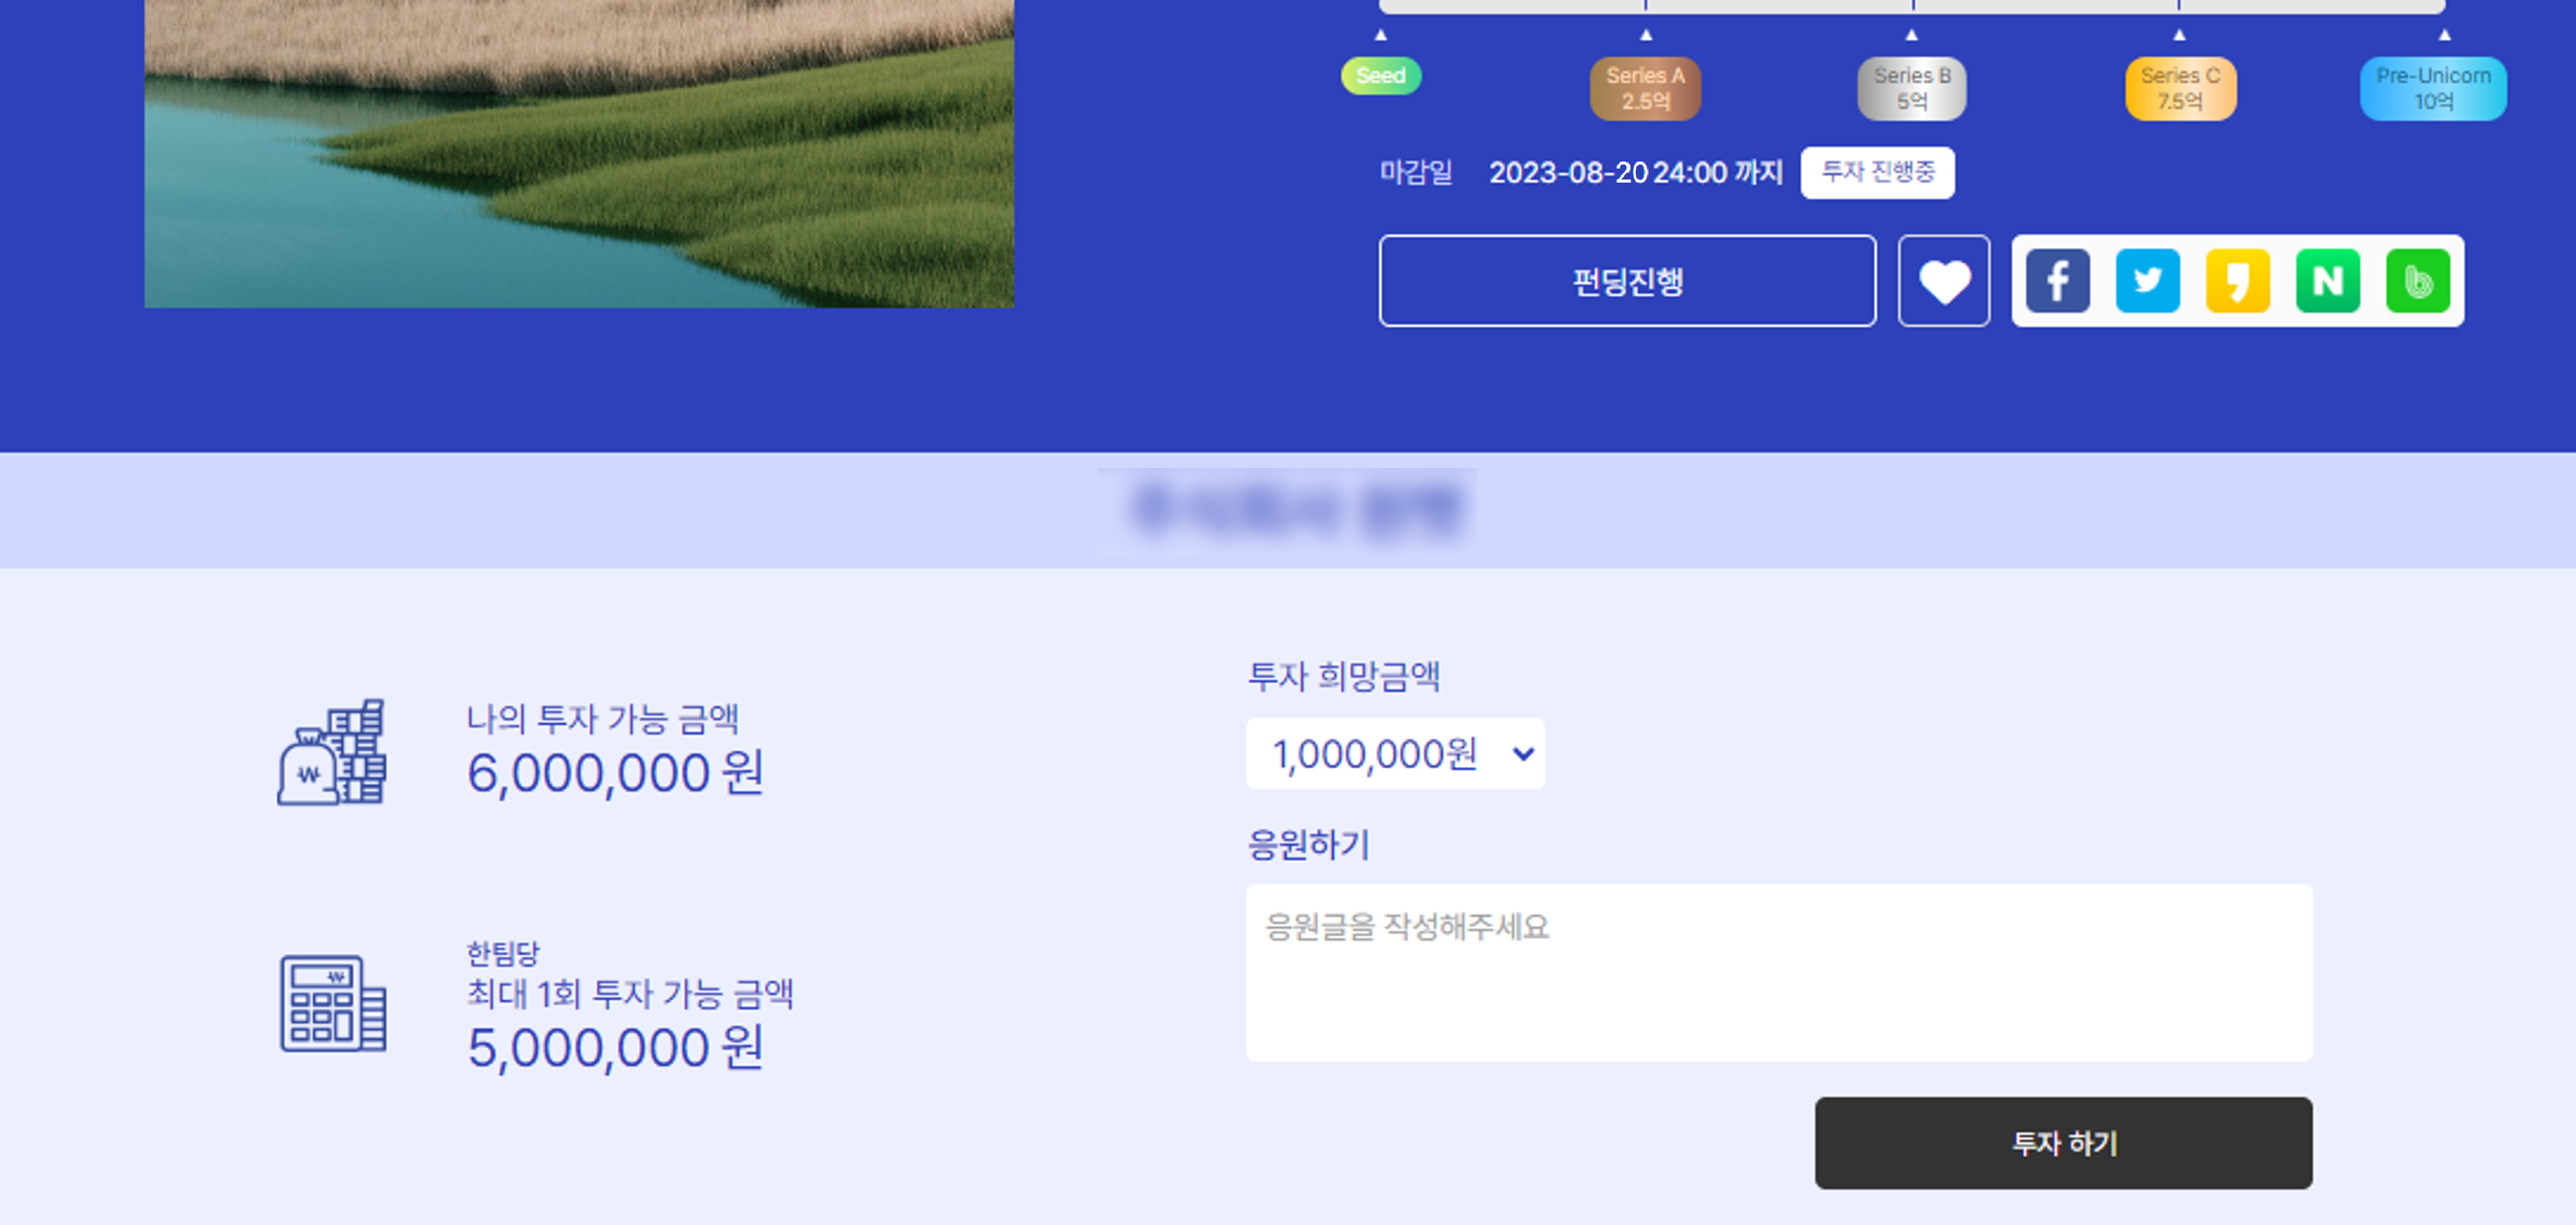 Seed
Series A
2.5억
Series B
5억
Series C
7.5억
Pre-Unicorn
10억
마감일 2023-08-20 24:00 까지 투자 진행중
펀딩진행
나의 투자 가능 금액
6,000,000 원
한팀당
최대 1회 투자 가능 금액
5,000,000 원
투자 희망금액
1,000,000원
응원하기
응원글을 작성해주세요
투자 하기